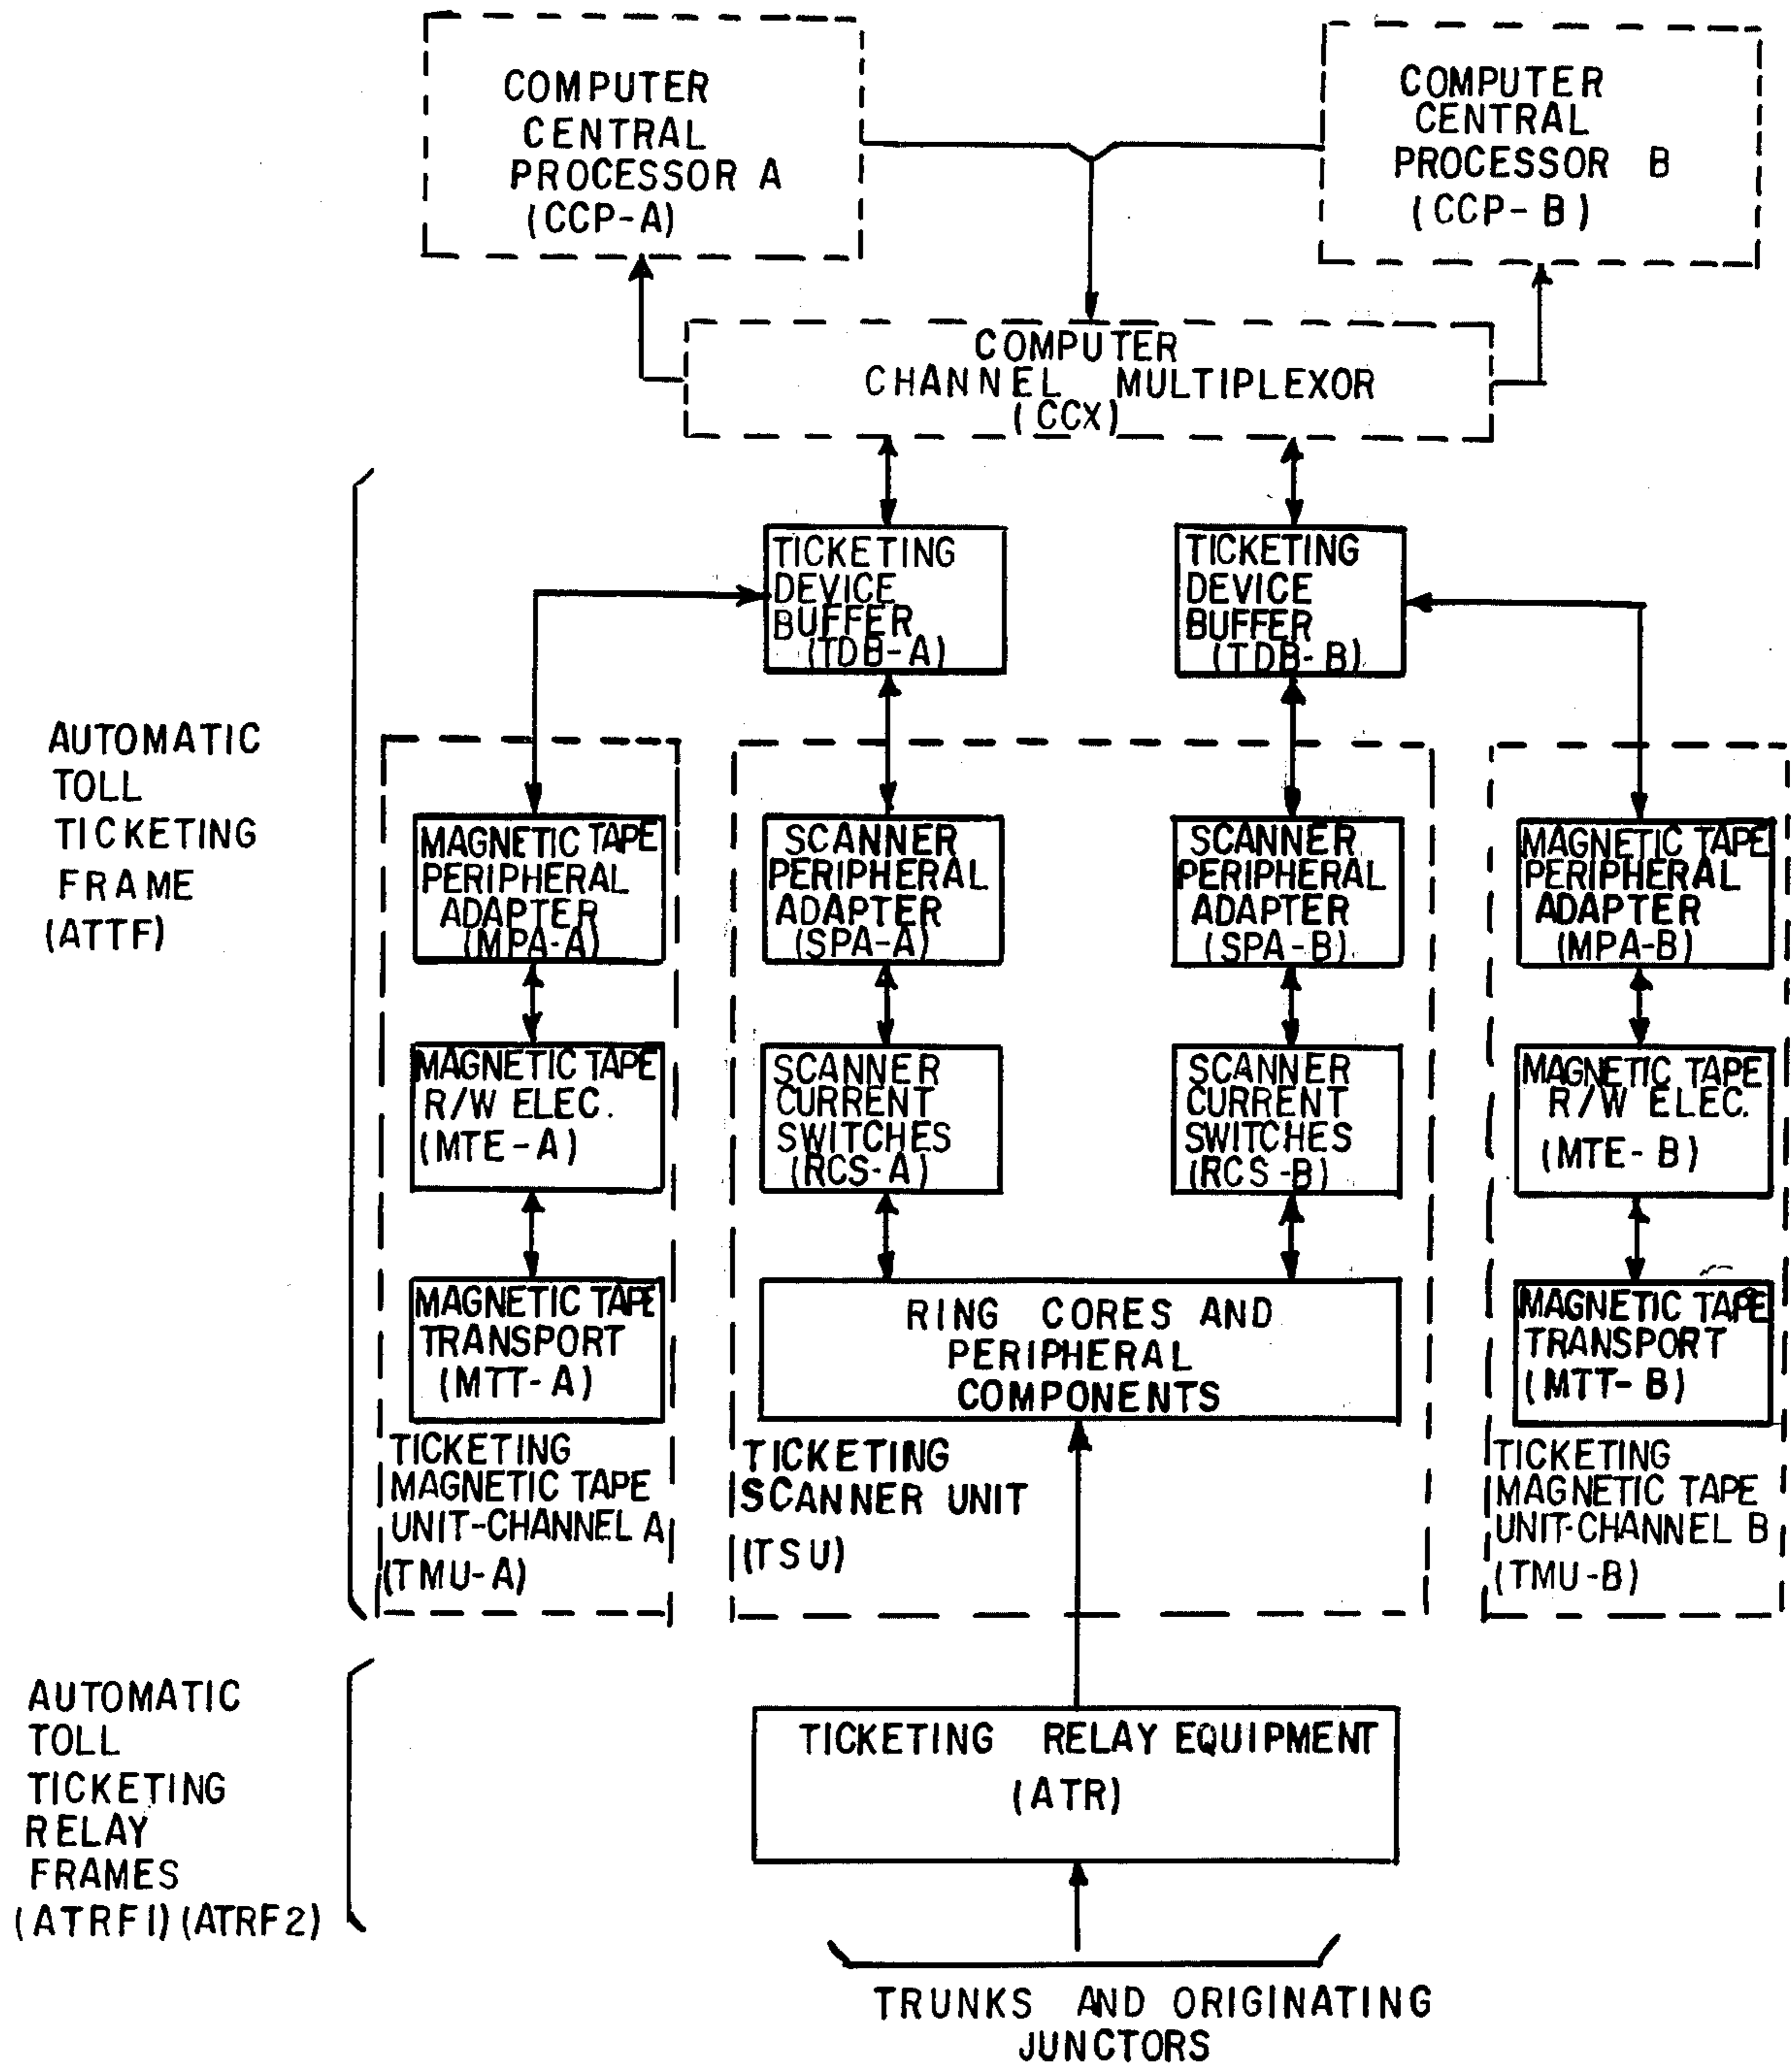 COMPUTER
CENTRAL
PROCESSOR A
(CCP-A)
COMPUTER
CENTRAL
PROCESSOR B
(CCP-B)
COMPUTER
CHANNEL MULTIPLEXOR
(CCX)
TICKETING
DEVICE
BUFFER
(TDB-A)
TICKETING
DEVICE
BUFFER
(TDB-B)
AUTOMATIC
TOLL
TICKETING
FRAME
(ATTF)
MAGNETIC TAPE
PERIPHERAL
ADAPTER
(MPA-A)
SCANNER
PERIPHERAL
ADAPTER
(SPA-A)
SCANNER
PERIPHERAL
ADAPTER
(SPA-B)
MAGNETIC TAPE
PERIPHERAL
ADAPTER
(MPA-B)
MAGNETIC TAPE
R/W ELEC.
(MTE-A)
SCANNER
CURRENT
SWITCHES
(RCS-A)
SCANNER
CURRENT
SWITCHES
(RCS-B)
MAGNETIC TAPE
R/W ELEC.
(MTE-B)
MAGNETIC TAPE
TRANSPORT
(MTT-A)
RING CORES AND
PERIPHERAL
COMPONENTS
MAGNETIC TAPE
TRANSPORT
(MTT-B)
TICKETING
MAGNETIC TAPE
UNIT-CHANNEL A
(TMU-A)
TICKETING
SCANNER UNIT
(TSU)
TICKETING
MAGNETIC TAPE
UNIT-CHANNEL B
(TMU-B)
AUTOMATIC
TOLL
TICKETING
RELAY
FRAMES
(ATRF1)(ATRF2)
TICKETING RELAY EQUIPMENT
(ATR)
TRUNKS AND ORIGINATING
JUNCTORS